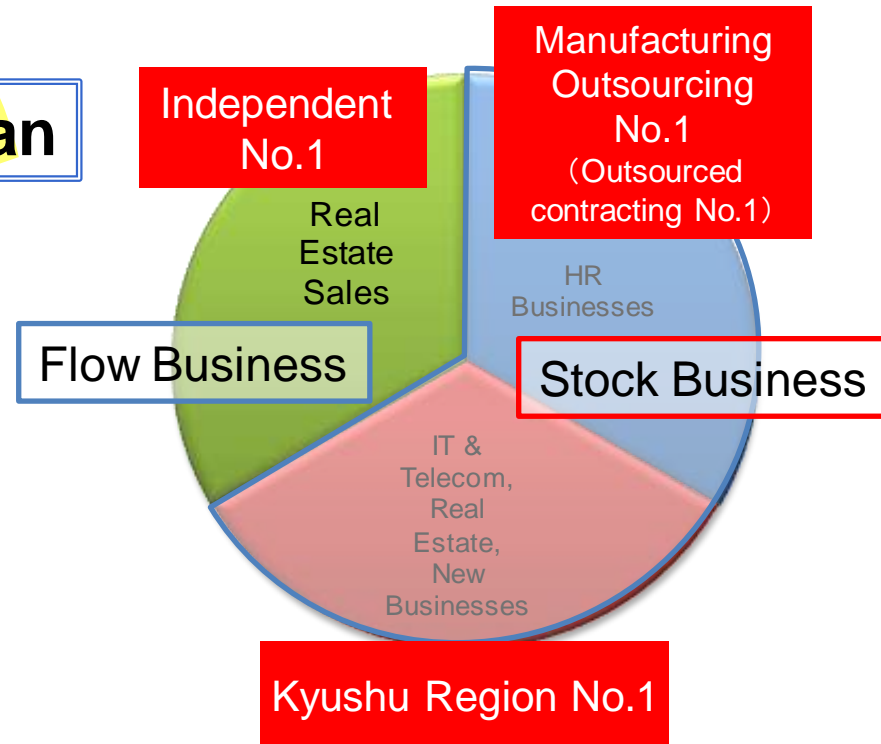 an
Independent
No.1
Manufacturing
Outsourcing
No.1
（Outsourced
contracting No.1）
Real
Estate
Sales
HR
Businesses
Flow Business
Stock Business
IT &
Telecom,
Real
Estate,
New
Businesses
Kyushu Region No.1